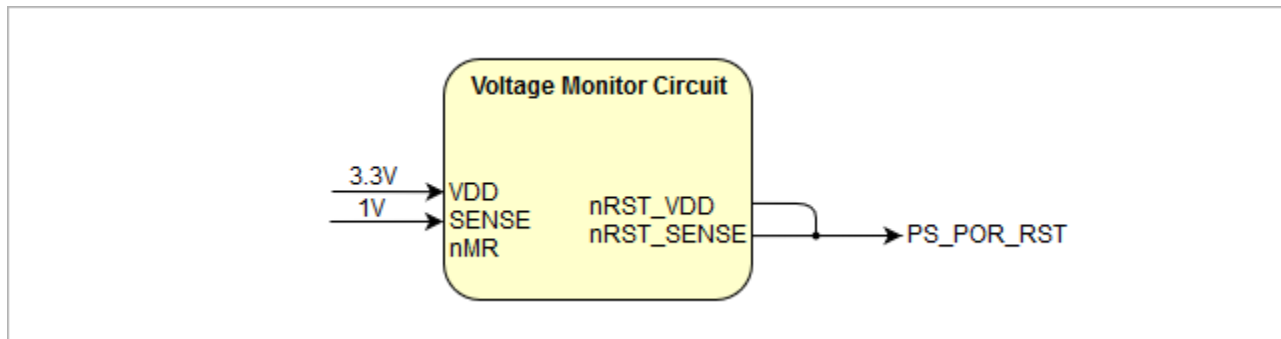 Voltage Monitor Circuit
3.3V
VDD
1V
SENSE
nMR
nRST_VDD
nRST_SENSE
PS_POR_RST